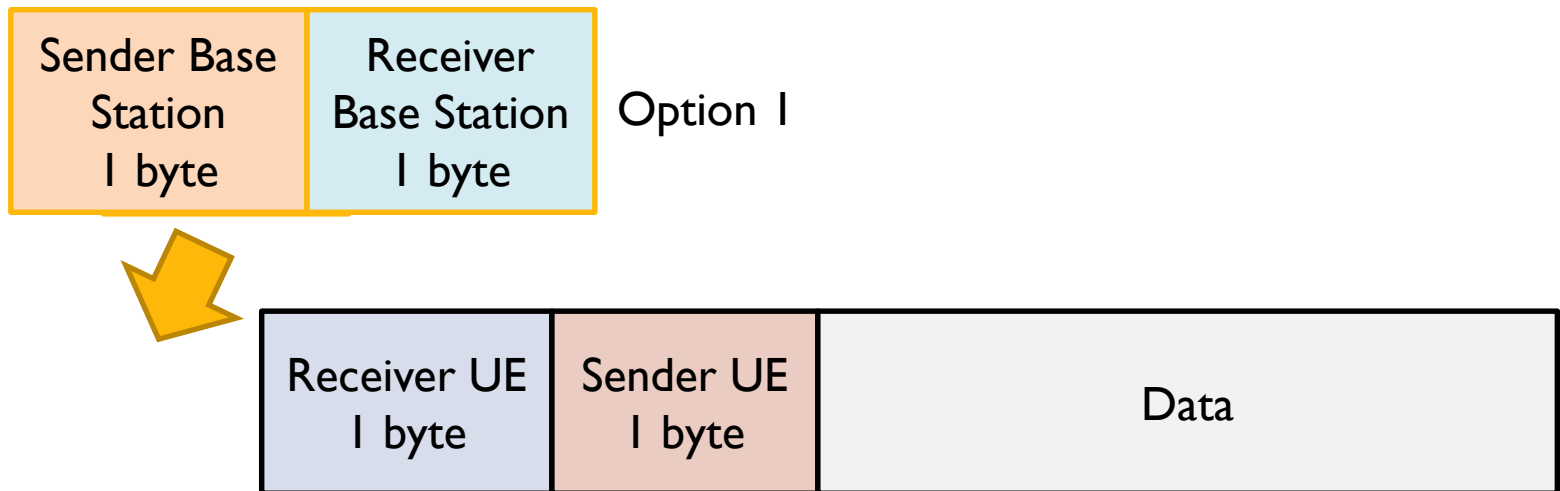 Sender Base
Station
1 byte
Receiver
Base Station
1 byte
Option 1
Receiver UE
1 byte
Sender UE
1 byte
Data